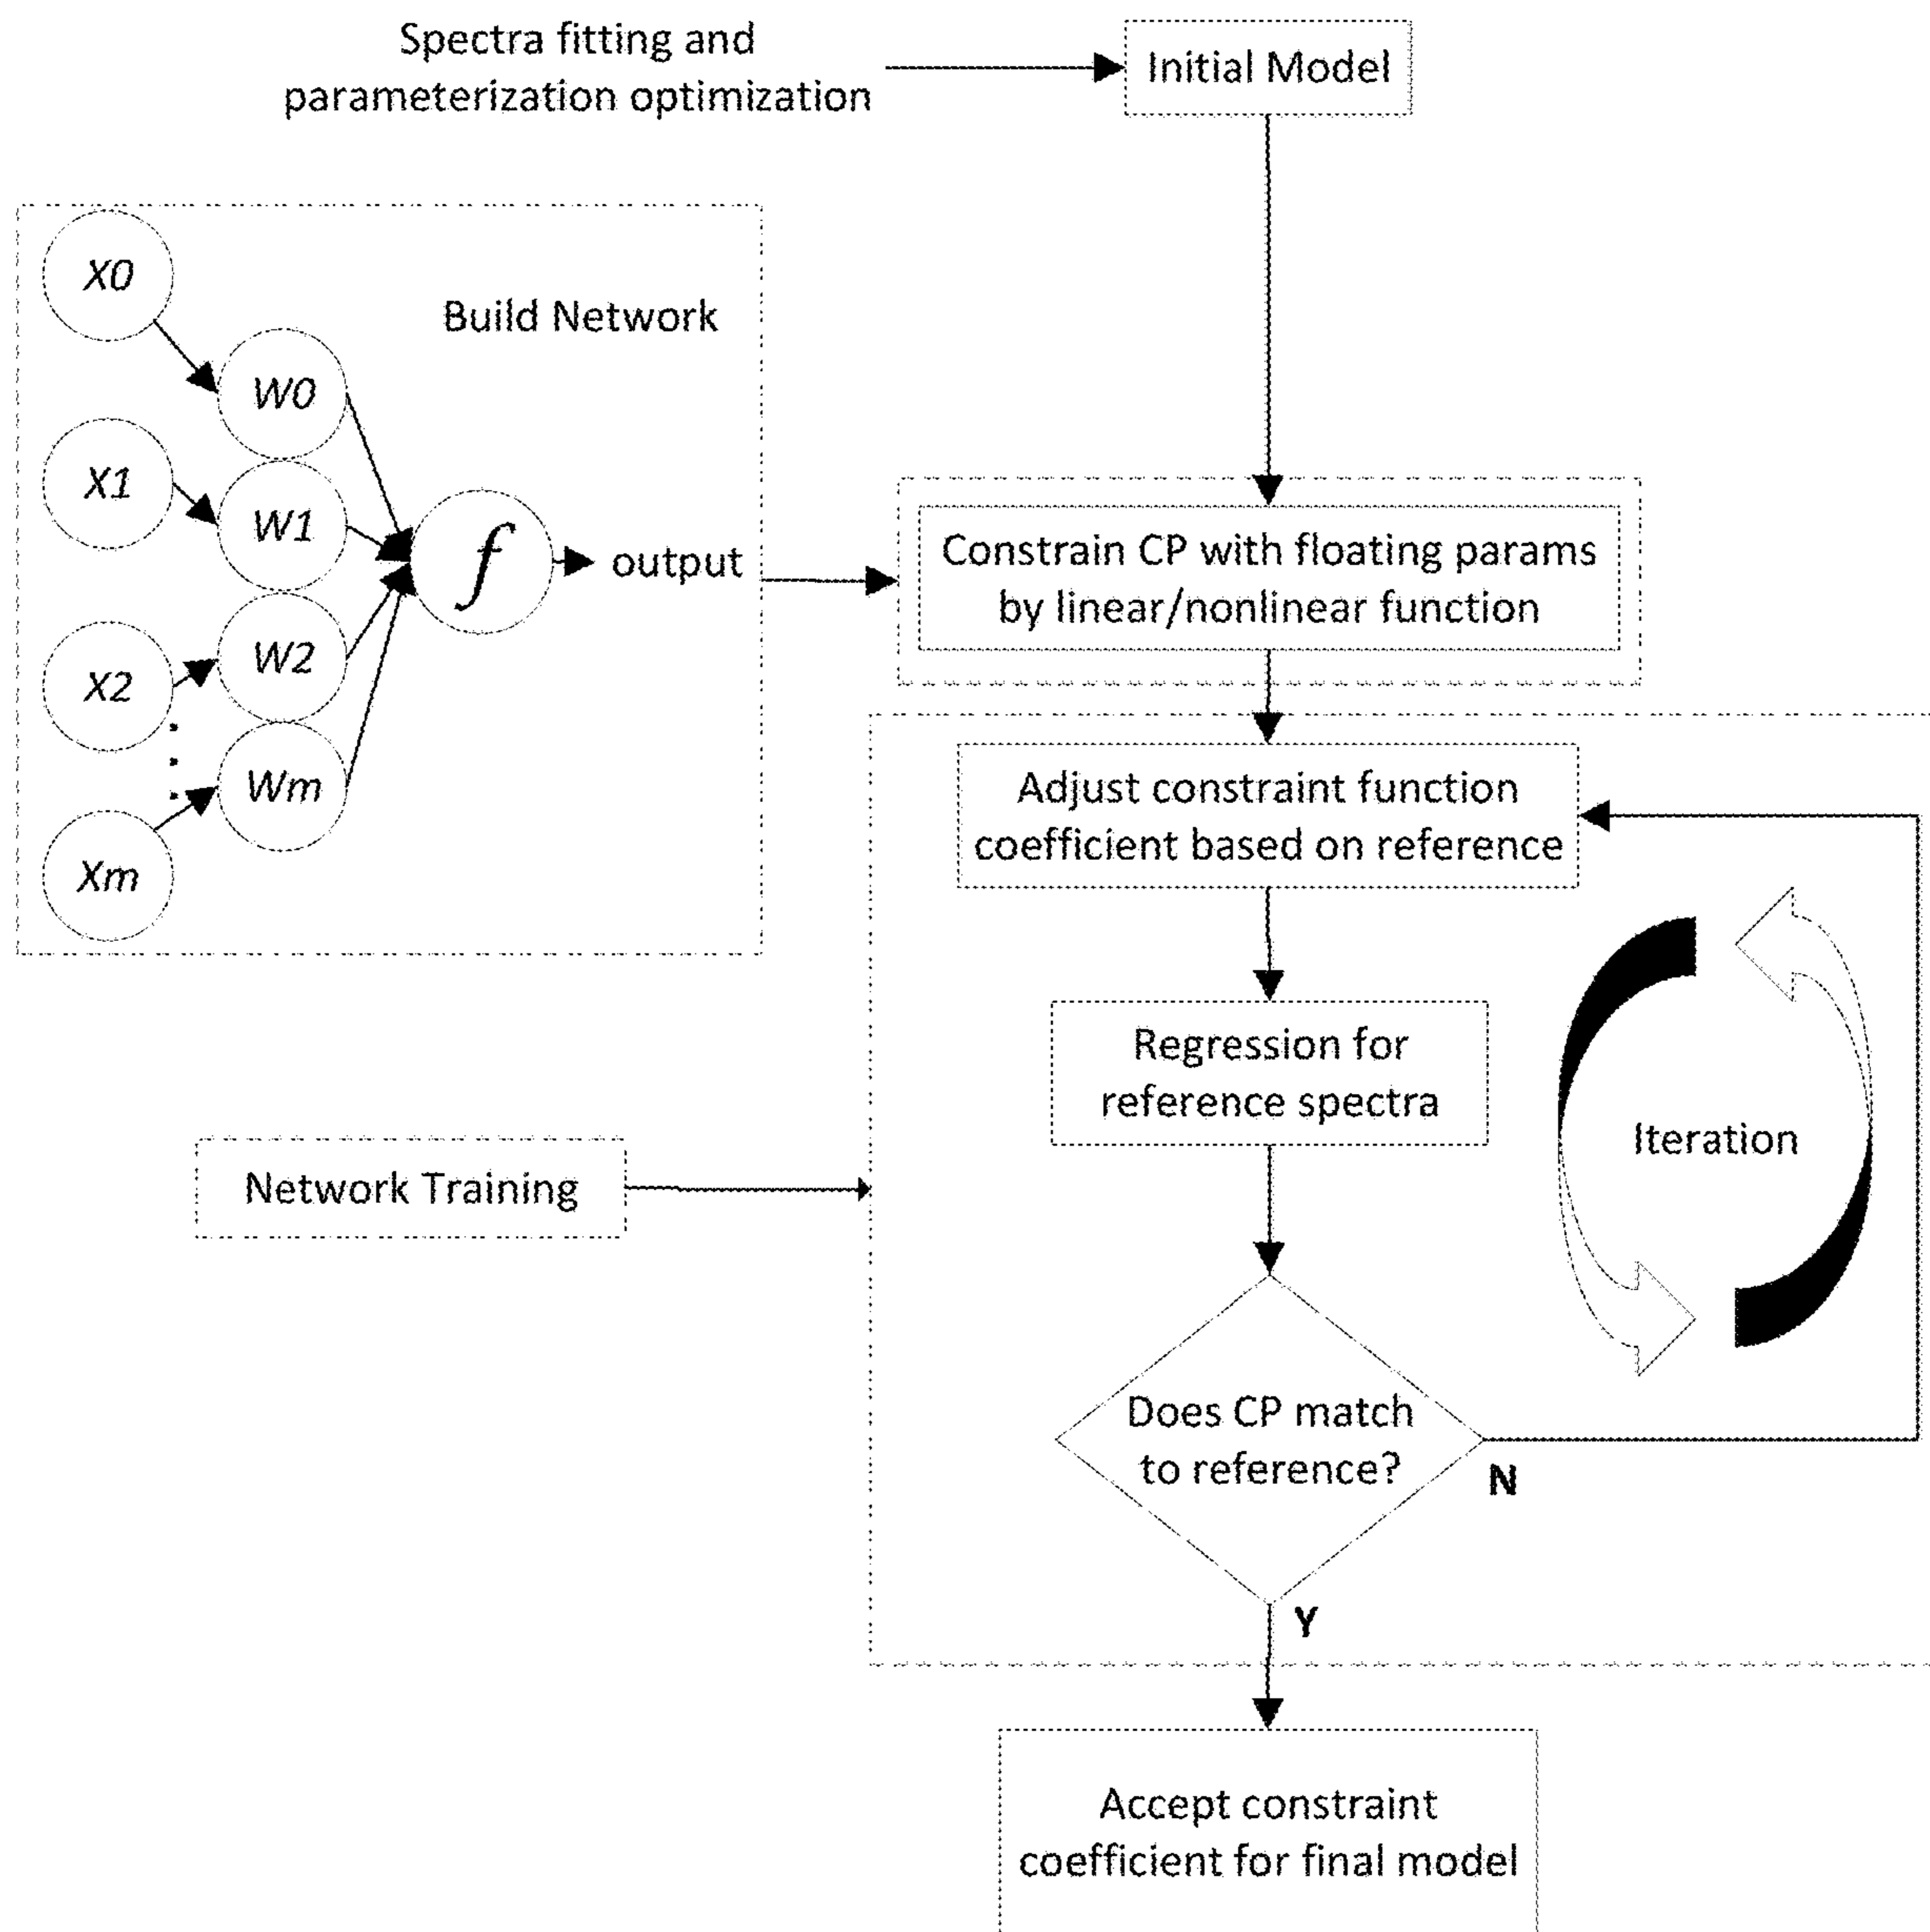 Spectra fitting and
parameterization optimization
Initial Model
Build Network
X0
W0
X1
W1
f
output
X2
W2
Wm
Xm
Constrain CP with floating params
by linear/nonlinear function
Adjust constraint function
coefficient based on reference
Regression for
reference spectra
Iteration
Network Training
Does CP match
to reference?
N
Y
Accept constraint
coefficient for final model